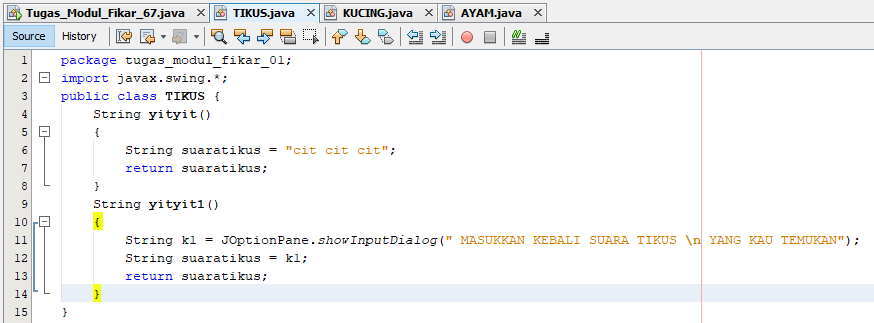 Tugas_Modul_Fikar_67.java TIKUS.java KUCING.java AYAM.java
Source History
1 package tugas_modul_fikar_01;
2 import javax.swing.*;
3 public class TIKUS {
4 String yityit()
5 {
6 String suaratikus = "cit cit cit";
7 return suaratikus;
8 }
9 String yityit1()
10 {
11 String kl = JOptionPane.showInputDialog(" MASUKKAN KEBALI SUARA TIKUS \n YANG KAU TEMUKAN");
12 String suaratikus = kl;
13 return suaratikus;
14 }
15 }